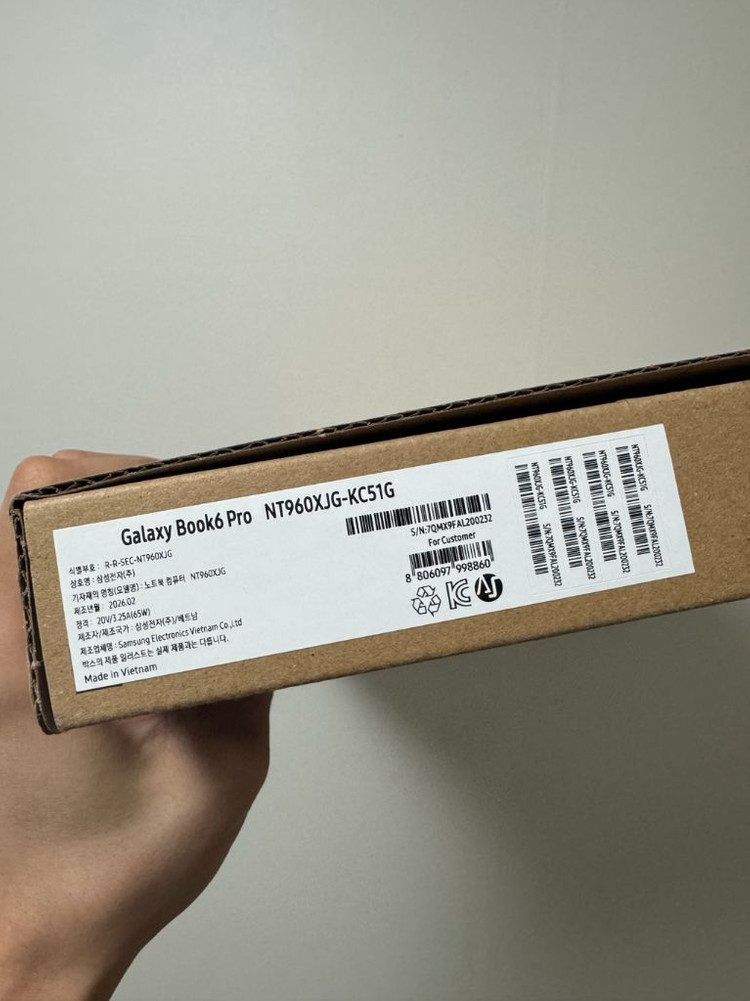 Galaxy Book6 Pro NT960XJG-KC51G
식별부호 : R-R-SEC-NT960XJG
상호명 : 삼성전자(주)
기자재의 명칭(모델명) : 노트북 컴퓨터 NT960XJG
제조년월 : 2026.02
정격 : 20V/3.25A(65W)
제조자/제조국가 : 삼성전자(주)/베트남
제조업체명 : Samsung Electronics Vietnam Co.,Ltd
박스의 제품 일러스트는 실제 제품과는 다릅니다.
Made in Vietnam
S/N:7QMX9FAL200232
For Customer
8 806097 998860
NT960XJG-KC51G
S/N:7QMX9FAL200232
NT960XJG-KC51G
S/N:7QMX9FAL200232
NT960XJG-KC51G
S/N:7QMX9FAL200232
NT960XJG-KC51G
S/N:7QMX9FAL200232